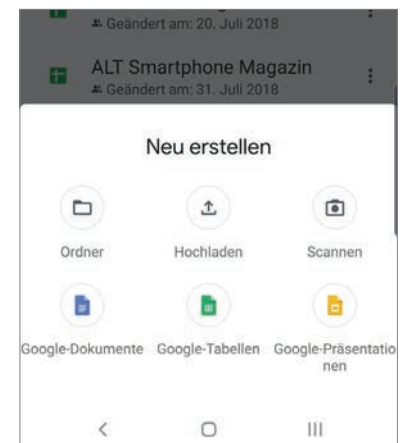 Geändert am: 20. Juli 2018
ALT Smartphone Magazin
Geändert am: 31. Juli 2018
Neu erstellen
Ordner Hochladen Scannen
Google-Dokumente Google-Tabellen Google-Präsentatio
nen